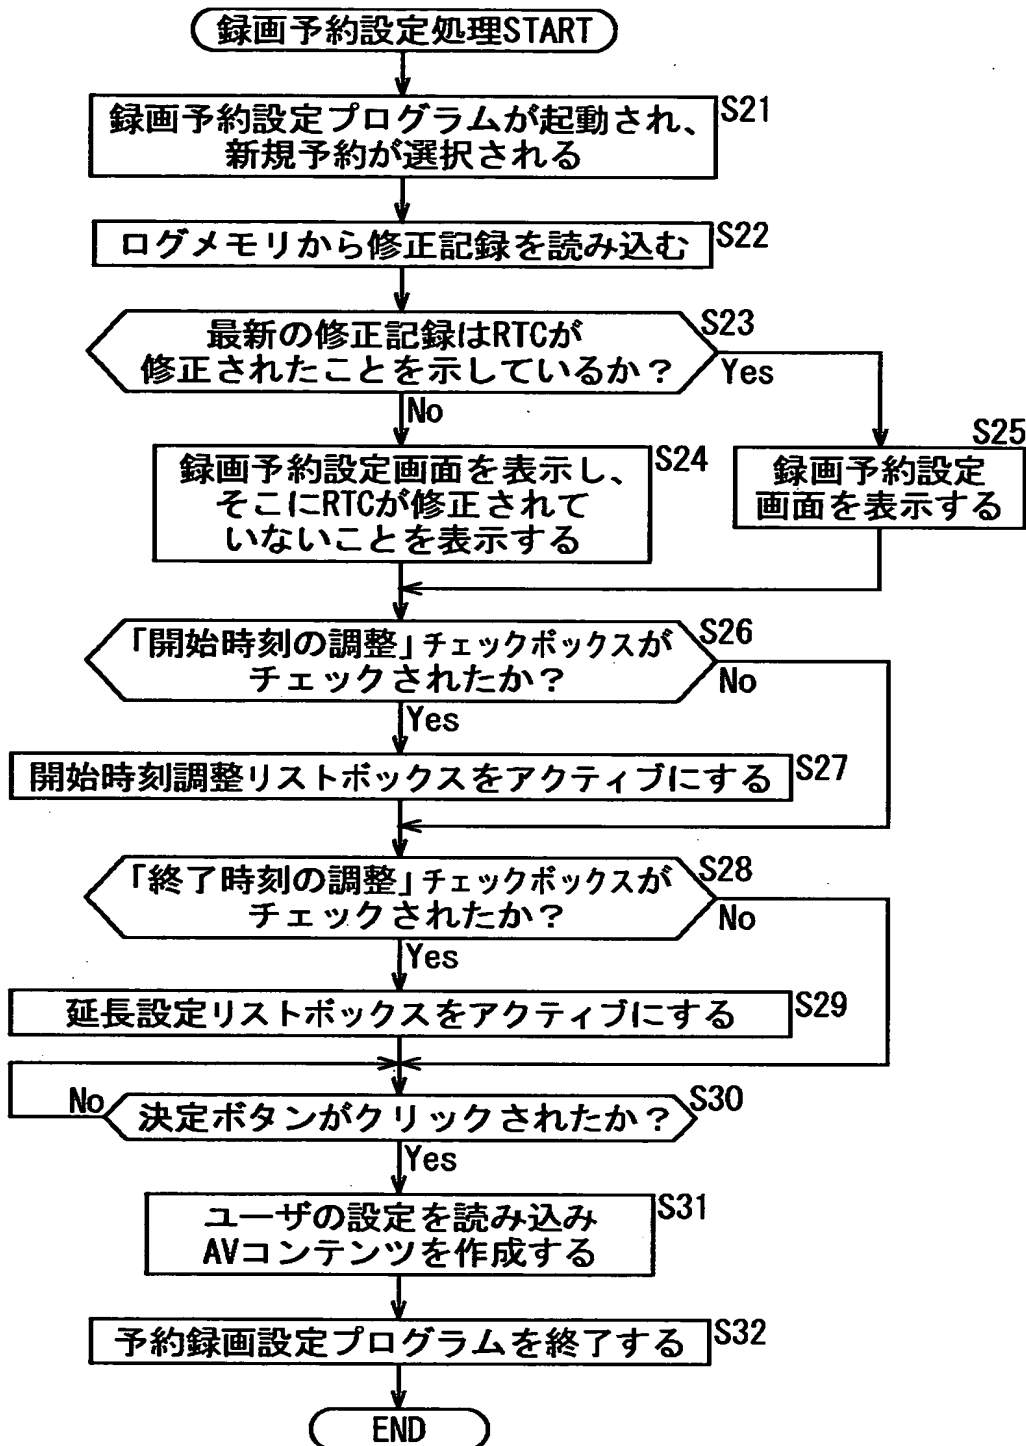 録画予約設定処理START
録画予約設定プログラムが起動され、
新規予約が選択される
S21
ログメモリから修正記録を読み込む
S22
最新の修正記録はRTCが
修正されたことを示しているか？
S23
Yes
No
録画予約設定画面を表示し、
そこにRTCが修正されて
いないことを表示する
S24
S25
録画予約設定
画面を表示する
「開始時刻の調整」チェックボックスが
チェックされたか？
S26
No
Yes
開始時刻調整リストボックスをアクティブにする
S27
「終了時刻の調整」チェックボックスが
チェックされたか？
S28
No
Yes
延長設定リストボックスをアクティブにする
S29
No
決定ボタンがクリックされたか？
S30
Yes
ユーザの設定を読み込み
AVコンテンツを作成する
S31
予約録画設定プログラムを終了する
S32
END